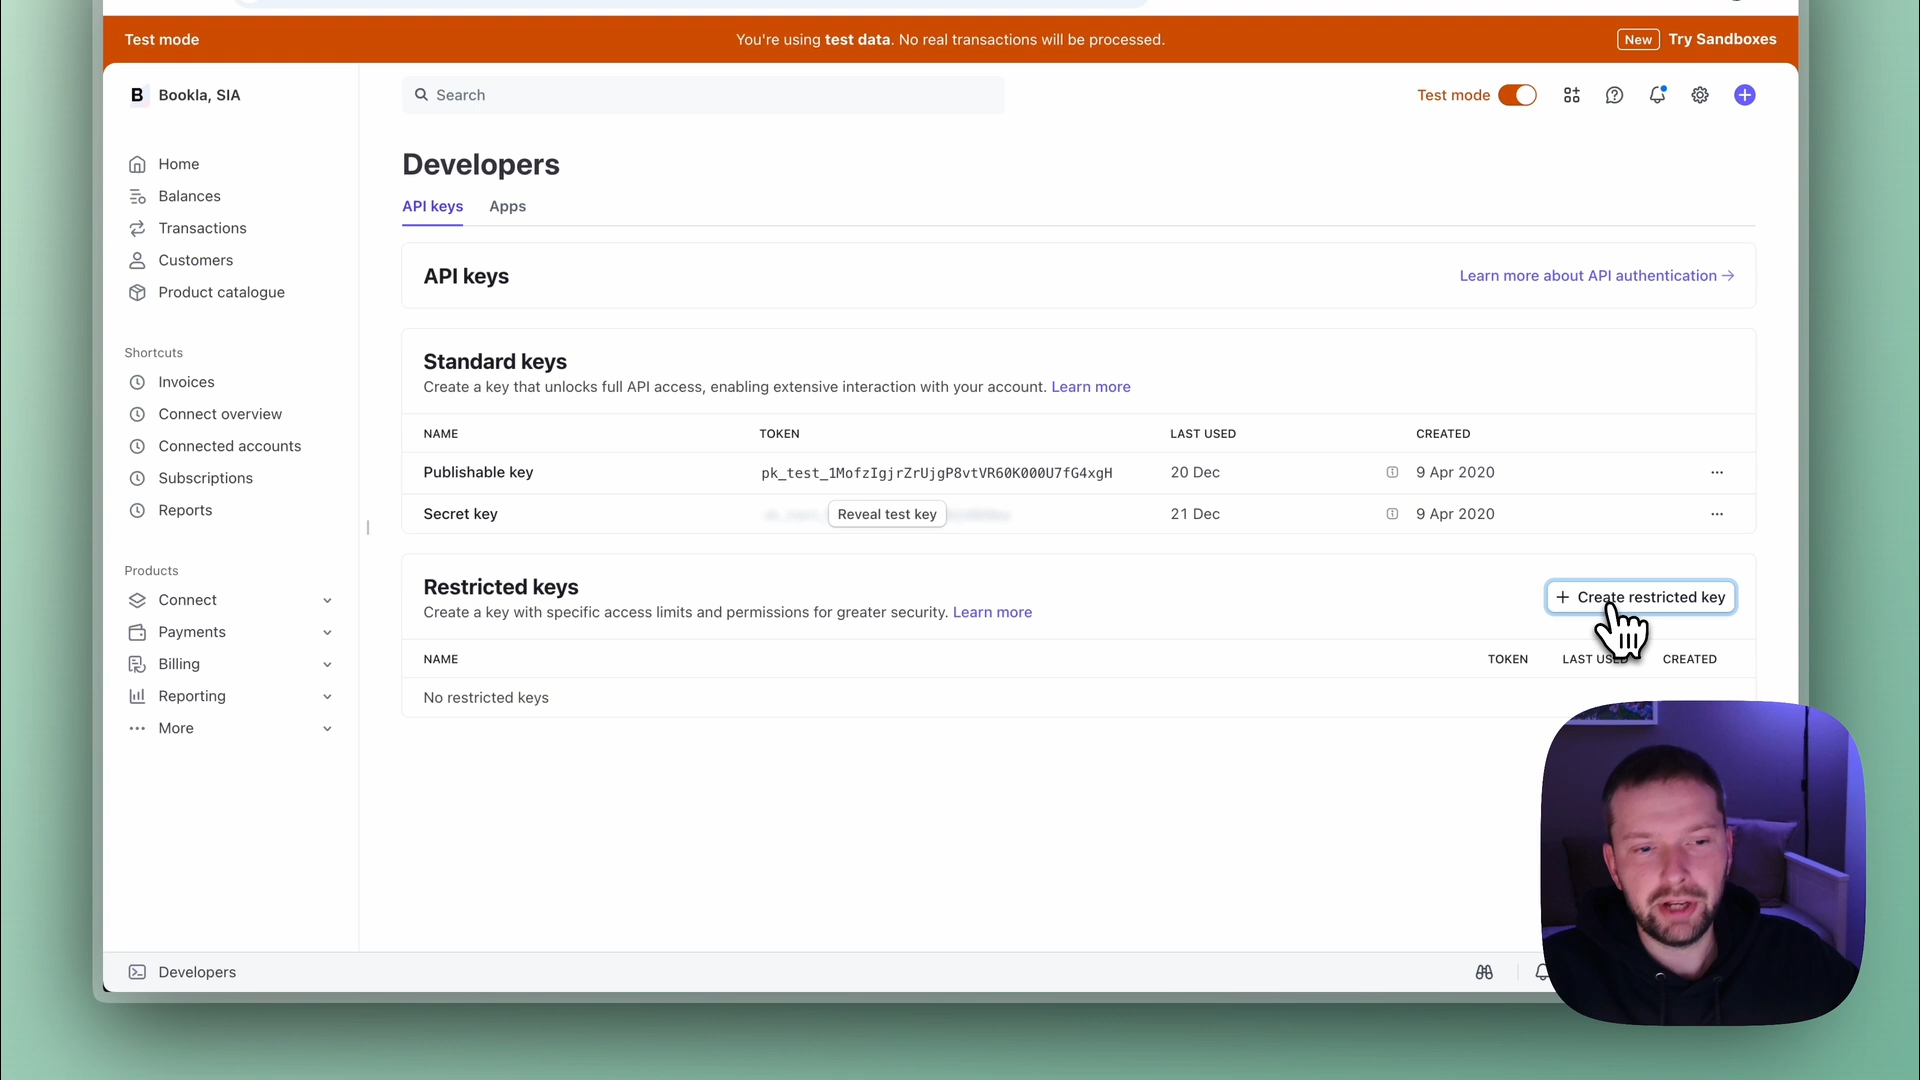 Test mode
You're using test data. No real transactions will be processed.
New Try Sandboxes
B Bookla, SIA
Search
Test mode
Home
Balances
Transactions
Customers
Product catalogue
Shortcuts
Invoices
Connect overview
Connected accounts
Subscriptions
Reports
Products
Connect
Payments
Billing
Reporting
More
Developers
API keys Apps
API keys
Learn more about API authentication →
Standard keys
Create a key that unlocks full API access, enabling extensive interaction with your account. Learn more
NAME TOKEN LAST USED CREATED
Publishable key pk_test_1MofzIgjrZrUjgP8vtVR60K000U7fG4xgH 20 Dec 9 Apr 2020
Secret key Reveal test key 21 Dec 9 Apr 2020
Restricted keys
Create a key with specific access limits and permissions for greater security. Learn more
+ Create restricted key
NAME TOKEN LAST USED CREATED
No restricted keys
Developers